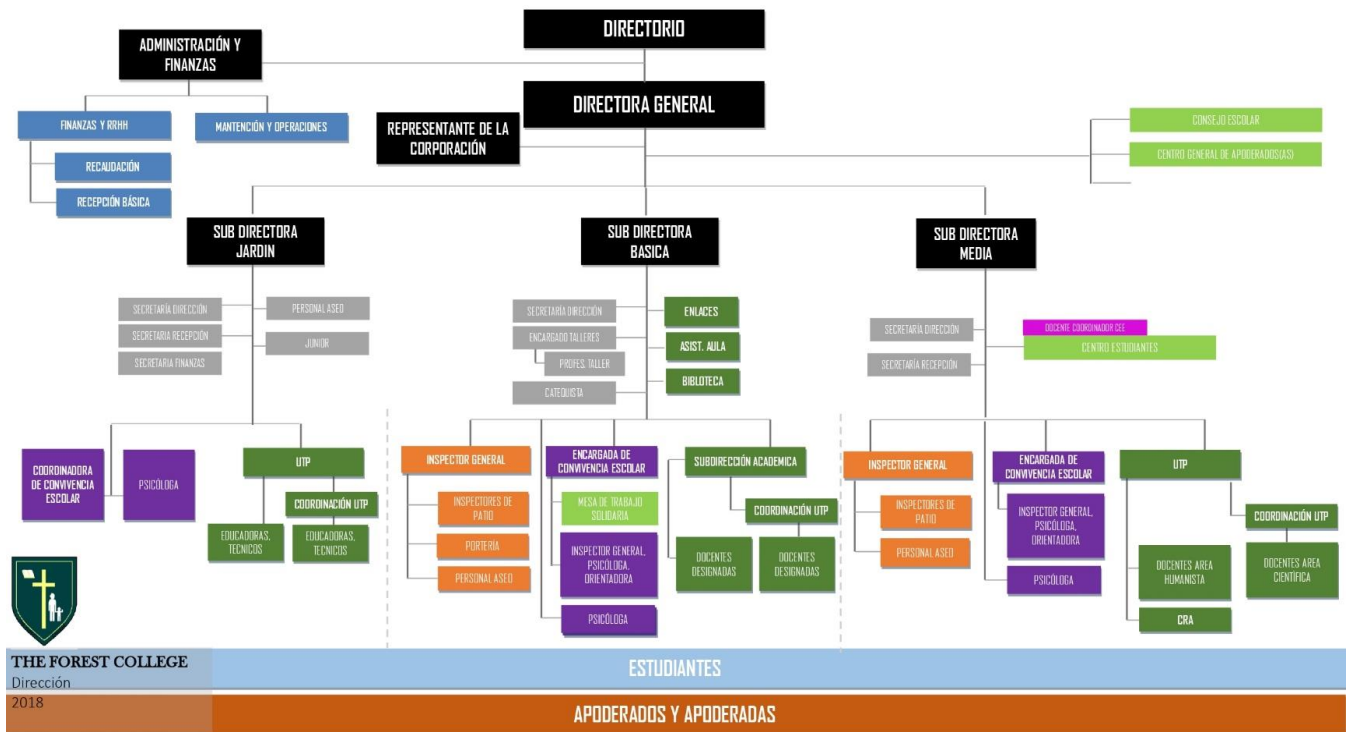 DIRECTORIO
ADMINISTRACIÓN Y
FINANZAS
DIRECTORA GENERAL
FINANZAS Y RRHH
MANTENCIÓN Y OPERACIONES
REPRESENTANTE DE LA
CORPORACIÓN
CONSEJO ESCOLAR
CENTRO GENERAL DE APODERADOS(AS)
RECAUDACIÓN
RECEPCIÓN BÁSICA
SUB DIRECTORA
JARDIN
SUB DIRECTORA
BASICA
SUB DIRECTORA
MEDIA
SECRETARÍA DIRECCIÓN
PERSONAL ASEO
SECRETARIA RECEPCIÓN
JUNIOR
SECRETARIA FINANZAS
SECRETARÍA DIRECCIÓN
ENLACES
ENCARGADO TALLERES
ASIST. AULA
PROFES. TALLER
BIBLIOTECA
CATEQUISTA
SECRETARÍA DIRECCIÓN
DOCENTE COORDINADOR CEE
CENTRO ESTUDIANTES
SECRETARÍA RECEPCIÓN
COORDINADORA
DE CONVIVENCIA
ESCOLAR
PSICÓLOGA
UTP
COORDINACIÓN UTP
EDUCADORAS,
TECNICOS
EDUCADORAS,
TECNICOS
INSPECTOR GENERAL
INSPECTORES DE
PATIO
PORTERÍA
PERSONAL ASEO
ENCARGADA DE
CONVIVENCIA ESCOLAR
MESA DE TRABAJO
SOLIDARIA
INSPECTOR GENERAL,
PSICÓLOGA,
ORIENTADORA
PSICÓLOGA
SUBDIRECCIÓN ACADEMICA
COORDINACIÓN UTP
DOCENTES
DESIGNADAS
DOCENTES
DESIGNADAS
INSPECTOR GENERAL
INSPECTORES DE
PATIO
PERSONAL ASEO
ENCARGADA DE
CONVIVENCIA ESCOLAR
INSPECTOR GENERAL,
PSICÓLOGA,
ORIENTADORA
PSICÓLOGA
UTP
COORDINACIÓN UTP
DOCENTES AREA
HUMANISTA
DOCENTES AREA
CIENTÍFICA
CRA
THE FOREST COLLEGE
Dirección
2018
ESTUDIANTES
APODERADOS Y APODERADAS